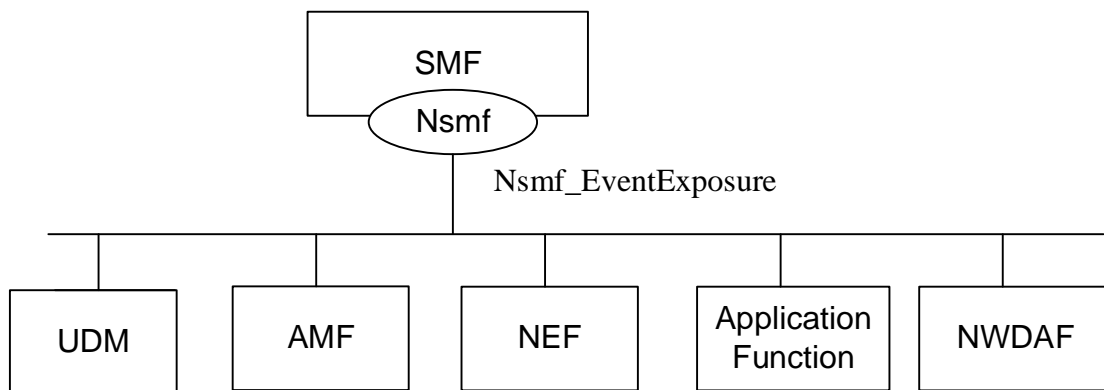 SMF
Nsmf
Nsmf_EventExposure
UDM
AMF
NEF
Application
Function
NWDAF